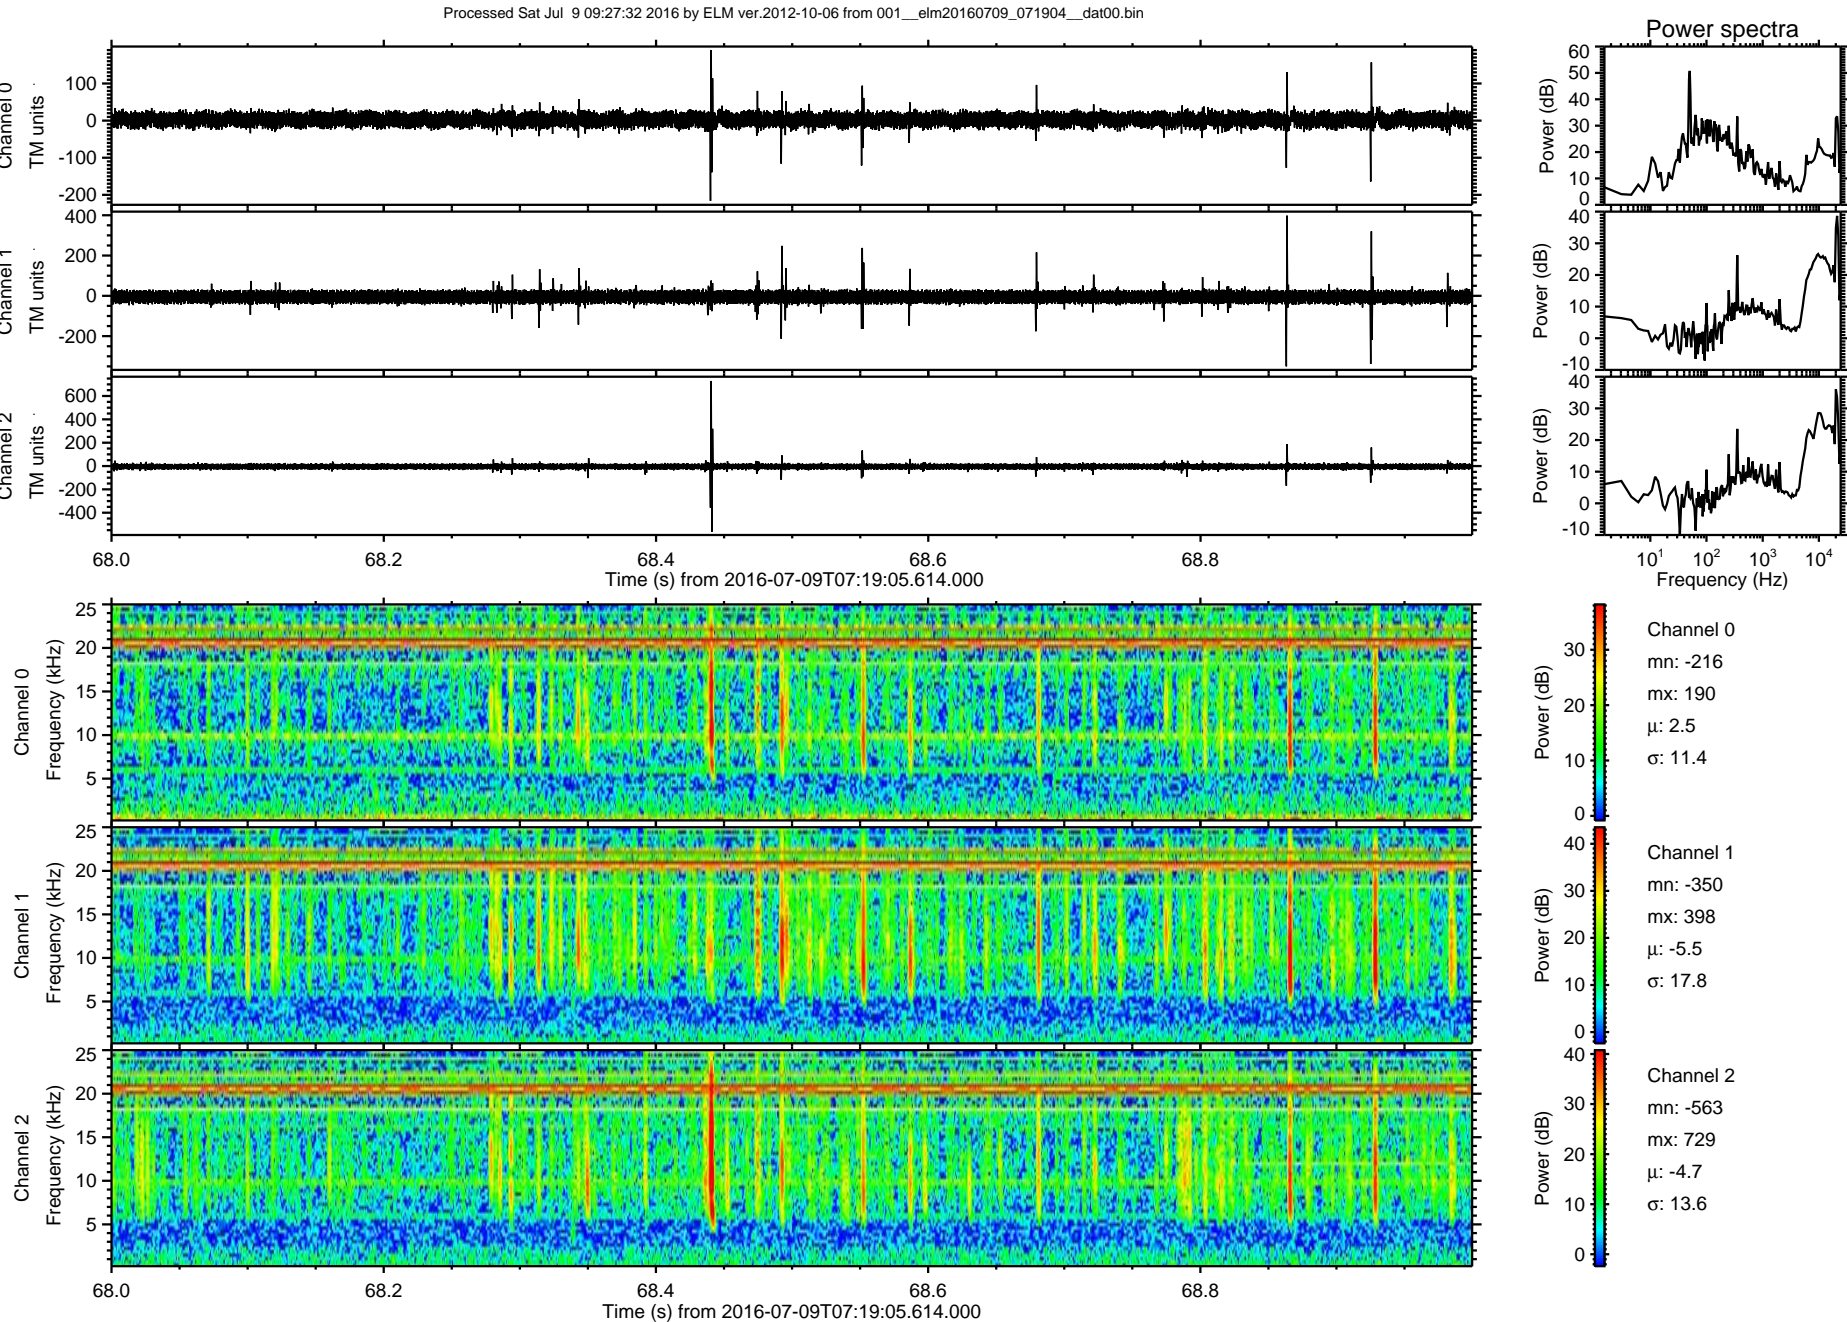 Processed Sat Jul  9 09:27:32 2016 by ELM ver.2012-10-06 from 001__elm20160709_071904__dat00.bin
Power spectra
Channel 0
TM units
100
0
-100
-200
Power (dB)
60
50
40
30
20
10
0
Channel 1
TM units
400
200
0
-200
Power (dB)
40
30
20
10
0
-10
Channel 2
TM units
600
400
200
0
-200
-400
Power (dB)
40
30
20
10
0
-10
68.0 68.2 68.4 68.6 68.8
Time (s) from 2016-07-09T07:19:05.614.000
10¹ 10² 10³ 10⁴
Frequency (Hz)
Channel 0
Frequency (kHz)
25
20
15
10
5
Power (dB)
30
20
10
0
Channel 0
mn: -216
mx: 190
μ: 2.5
σ: 11.4
Channel 1
Frequency (kHz)
25
20
15
10
5
Power (dB)
40
30
20
10
0
Channel 1
mn: -350
mx: 398
μ: -5.5
σ: 17.8
Channel 2
Frequency (kHz)
25
20
15
10
5
Power (dB)
40
30
20
10
0
Channel 2
mn: -563
mx: 729
μ: -4.7
σ: 13.6
68.0 68.2 68.4 68.6 68.8
Time (s) from 2016-07-09T07:19:05.614.000